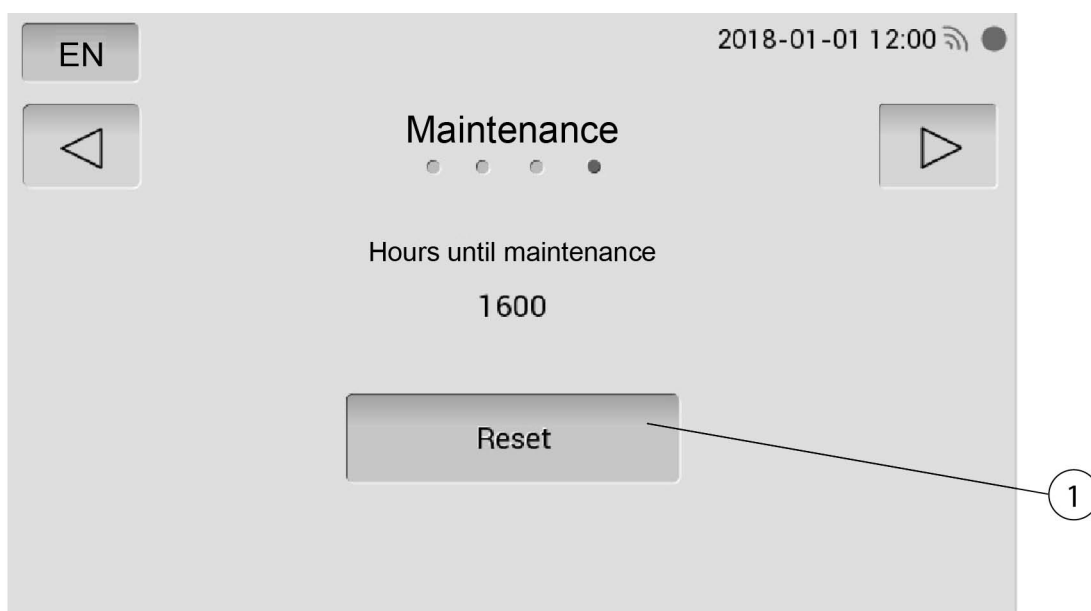 EN
2018-01-01 12:00
Maintenance
Hours until maintenance
1600
Reset
1